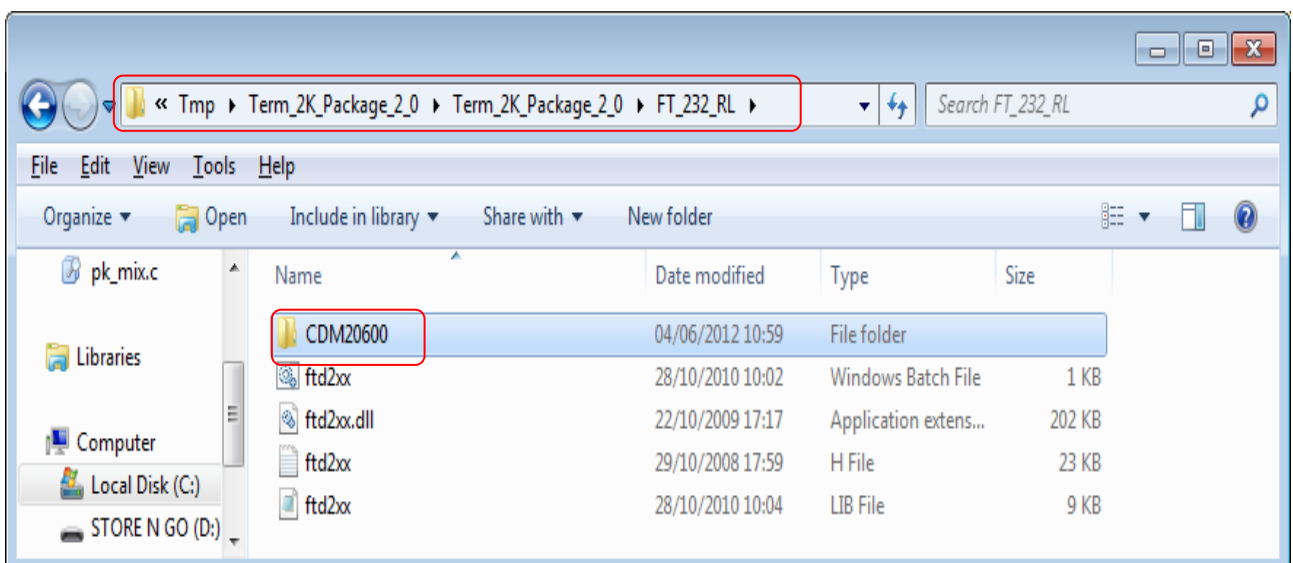 « Tmp ▸ Term_2K_Package_2_0 ▸ Term_2K_Package_2_0 ▸ FT_232_RL ▸ Search FT_232_RL
File Edit View Tools Help
Organize Open Include in library Share with New folder
pk_mix.c
Libraries
Computer
Local Disk (C:)
STORE N GO (D:)
Name Date modified Type Size
CDM20600 04/06/2012 10:59 File folder
ftd2xx 28/10/2010 10:02 Windows Batch File 1 KB
ftd2xx.dll 22/10/2009 17:17 Application extens... 202 KB
ftd2xx 29/10/2008 17:59 H File 23 KB
ftd2xx 28/10/2010 10:04 LIB File 9 KB